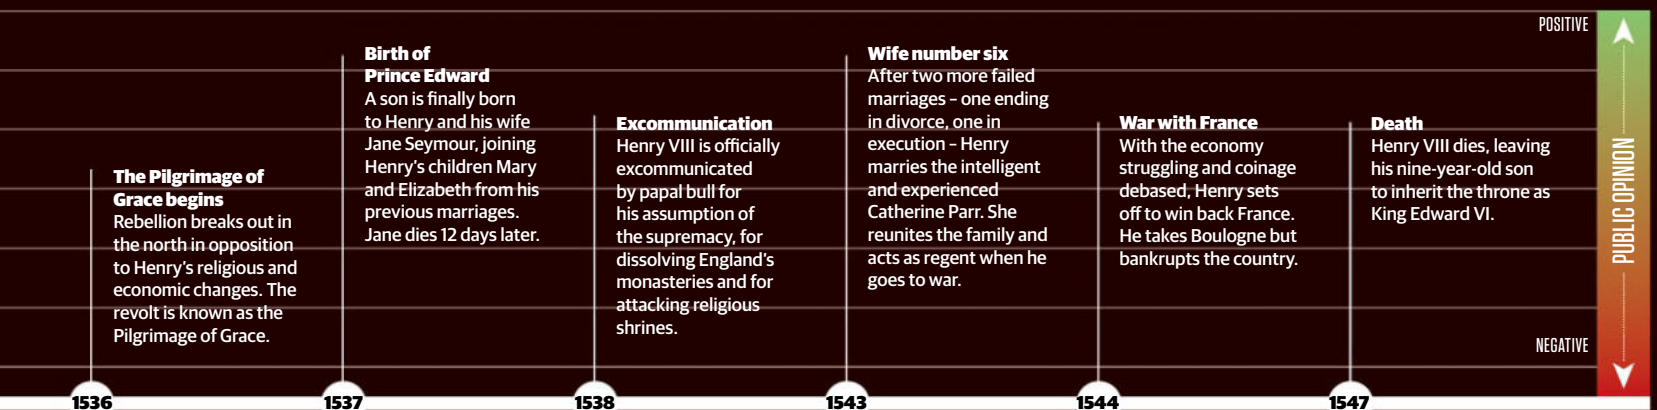 POSITIVE
The Pilgrimage of
Grace begins
Rebellion breaks out in
the north in opposition
to Henry's religious and
economic changes. The
revolt is known as the
Pilgrimage of Grace.
Birth of
Prince Edward
A son is finally born
to Henry and his wife
Jane Seymour, joining
Henry's children Mary
and Elizabeth from his
previous marriages.
Jane dies 12 days later.
Excommunication
Henry VIII is officially
excommunicated
by papal bull for
his assumption of
the supremacy, for
dissolving England's
monasteries and for
attacking religious
shrines.
Wife number six
After two more failed
marriages – one ending
in divorce, one in
execution – Henry
marries the intelligent
and experienced
Catherine Parr. She
reunites the family and
acts as regent when he
goes to war.
War with France
With the economy
struggling and coinage
debased, Henry sets
off to win back France.
He takes Boulogne but
bankrupts the country.
Death
Henry VIII dies, leaving
his nine-year-old son
to inherit the throne as
King Edward VI.
PUBLIC OPINION
NEGATIVE
1536
1537
1538
1543
1544
1547